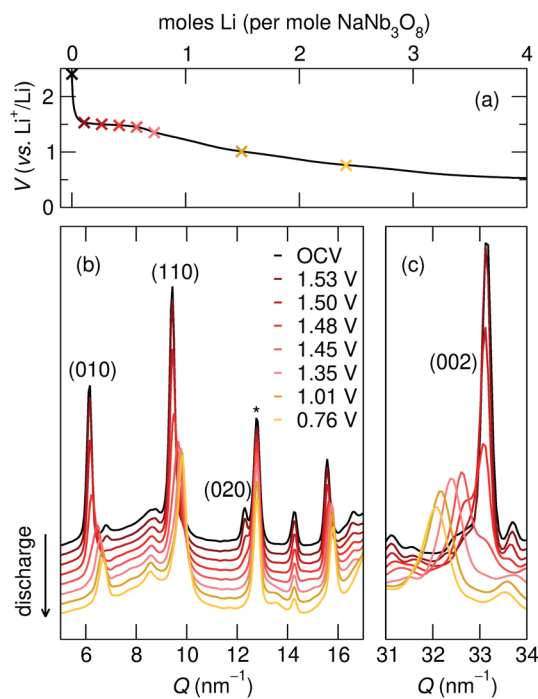 moles Li (per mole NaNb₃O₈)
0 1 2 3 4
V (vs. Li⁺/Li)
2
1
0
(a)
(b)
(110)
(010)
(020)
*
OCV
1.53 V
1.50 V
1.48 V
1.45 V
1.35 V
1.01 V
0.76 V
(c)
(002)
discharge
6 8 10 12 14 16
Q (nm⁻¹)
31 32 33 34
Q (nm⁻¹)